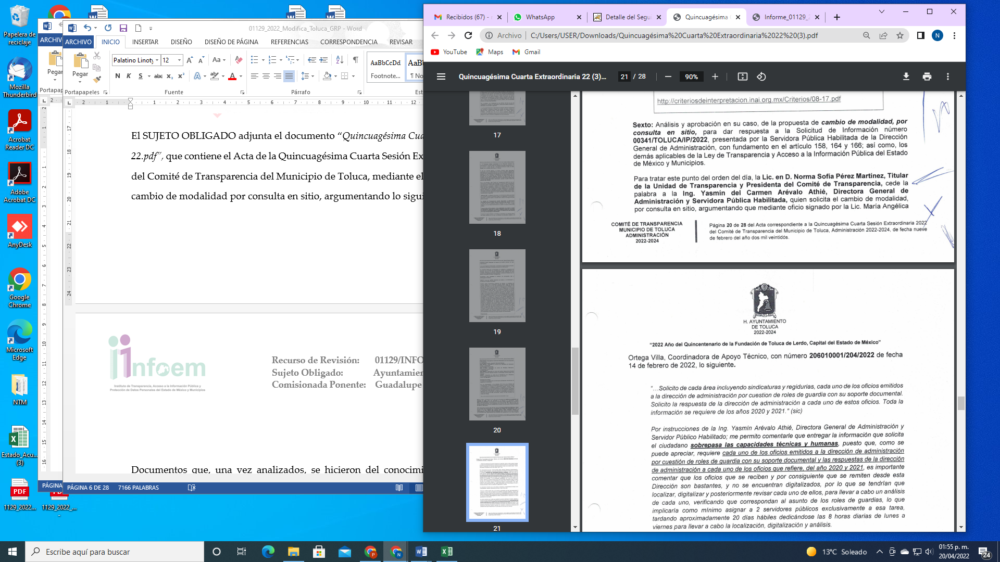 Papelera de
reciclaje
Mozilla
Thunderbird
Acrobat
Reader DC
Adobe
Acrobat DC
AnyDesk
Google
Chrome
Microsoft
Edge
NTM
Estado_Acu...
(3)
1129_2022...
1129_2022_...
ARCHIV
Pegar
Portapap
PÁGINA
01129_2022_Modifica_Toluca_GRP - Word
ARCHIVO INICIO INSERTAR DISEÑO DISEÑO DE PÁGINA REFERENCIAS CORRESPONDENCIA REVISAR
Pegar
Palatino Linoty 12
N K S abc x₂ x²
AaBbCcDd AaB
Footnote... ¶ No
Portapapeles Fuente Párrafo Est
El SUJETO OBLIGADO adjunta el documento “Quincuagésima Cua
22.pdf”, que contiene el Acta de la Quincuagésima Cuarta Sesión Ex
del Comité de Transparencia del Municipio de Toluca, mediante el
cambio de modalidad por consulta en sitio, argumentando lo sigui
infoem
Instituto de Transparencia, Acceso a la Información Pública y
Protección de Datos Personales del Estado de México y Municipios
Recurso de Revisión: 01129/INFO
Sujeto Obligado: Ayuntamien
Comisionada Ponente: Guadalupe
Documentos que, una vez analizados, se hicieron del conocimi
PÁGINA 6 DE 28 7166 PALABRAS
Recibidos (67) - WhatsApp Detalle del Segui Quincuagésima Informe_01129_2
Archivo | C:/Users/USER/Downloads/Quincuagésima%20Cuarta%20Extraordinaria%2022%20(3).pdf N
YouTube Maps Gmail
Quincuagésima Cuarta Extraordinaria 22 (3)... 21 / 28 90%
17
18
19
20
21
http://criteriosdeinterpretacion.inai.org.mx/Criterios/08-17.pdf
Sexto: Análisis y aprobación en su caso, de la propuesta de cambio de modalidad, por
consulta en sitio, para dar respuesta a la Solicitud de Información número
00341/TOLUCA/IP/2022, presentada por la Servidora Pública Habilitada de la Dirección
General de Administración, con fundamento en el artículo 158, 164 y 166; así como, los
demás aplicables de la Ley de Transparencia y Acceso a la Información Pública del Estado
de México y Municipios.
Para tratar este punto del orden del día, la Lic. en D. Norma Sofía Pérez Martínez, Titular
de la Unidad de Transparencia y Presidenta del Comité de Transparencia, cede la
palabra a la Ing. Yasmín del Carmen Arévalo Athié, Directora General de
Administración y Servidora Pública Habilitada, quien solicita el cambio de modalidad,
por consulta en sitio, argumentando que mediante oficio signado por la Lic. María Angélica
COMITÉ DE TRANSPARENCIA
MUNICIPIO DE TOLUCA
ADMINISTRACIÓN
2022-2024
Página 20 de 28 del Acta correspondiente a la Quincuagésima Cuarta Sesión Extraordinaria 2022
del Comité de Transparencia del Municipio de Toluca, Administración 2022-2024, de fecha nueve
de febrero del año dos mil veintidós.
H. AYUNTAMIENTO
DE TOLUCA
2022-2024
“2022 Año del Quincentenario de la Fundación de Toluca de Lerdo, Capital del Estado de México”
Ortega Villa, Coordinadora de Apoyo Técnico, con número 206010001/204/2022 de fecha
14 de febrero de 2022, lo siguiente.
“…Solicito de cada área incluyendo sindicaturas y regidurias, cada uno de los oficios emitidos
a la dirección de administración por cuestion de roles de guardia con su soporte documental.
Solicito la respuesta de la dirección de administración a cada uno de estos oficios. Toda la
información se requiere de los años 2020 y 2021.” (sic)
Por instrucciones de la Ing. Yasmín Arévalo Athié, Directora General de Administración y
Servidor Público Habilitado; me permito comentarle que entregar la información que solicita
el ciudadano sobrepasa las capacidades técnicas y humanas, puesto que, como se
puede apreciar, requiere cada uno de los oficios emitidos a la dirección de administración
por cuestión de roles de guardia con su soporte documental y las respuestas de la dirección
de administración a cada uno de los oficios que refiere, del año 2020 y 2021, es importante
comentar que los oficios que se reciben y por consiguiente que se remiten desde esta
Dirección son bastantes, y no se encuentran digitalizados, por lo que se tendrían que
localizar, digitalizar y posteriormente revisar cada uno de ellos, para llevar a cabo un análisis
de cada uno, verificando que correspondan al asunto de los roles de guardias, lo que
implicaría como mínimo asignar a 2 servidores públicos exclusivamente a esa tarea,
tardando aproximadamente 20 días hábiles dedicándose las 8 horas diarias de lunes a
viernes para llevar a cabo la localización, digitalización y análisis.
Escribe aquí para buscar
13°C Soleado
01:55 p. m.
20/04/2022
24